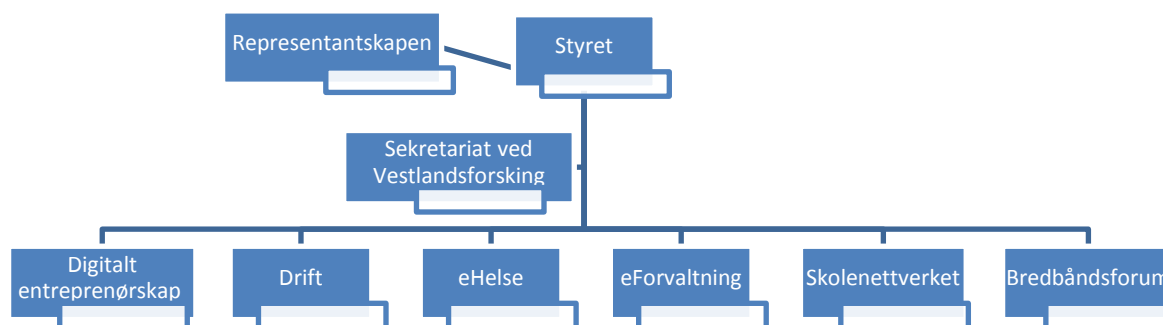 Representantskapen
Styret
Sekretariat ved
Vestlandsforsking
Digitalt
entreprenørskap
Drift
eHelse
eForvaltning
Skolenettverket
Bredbåndsforum